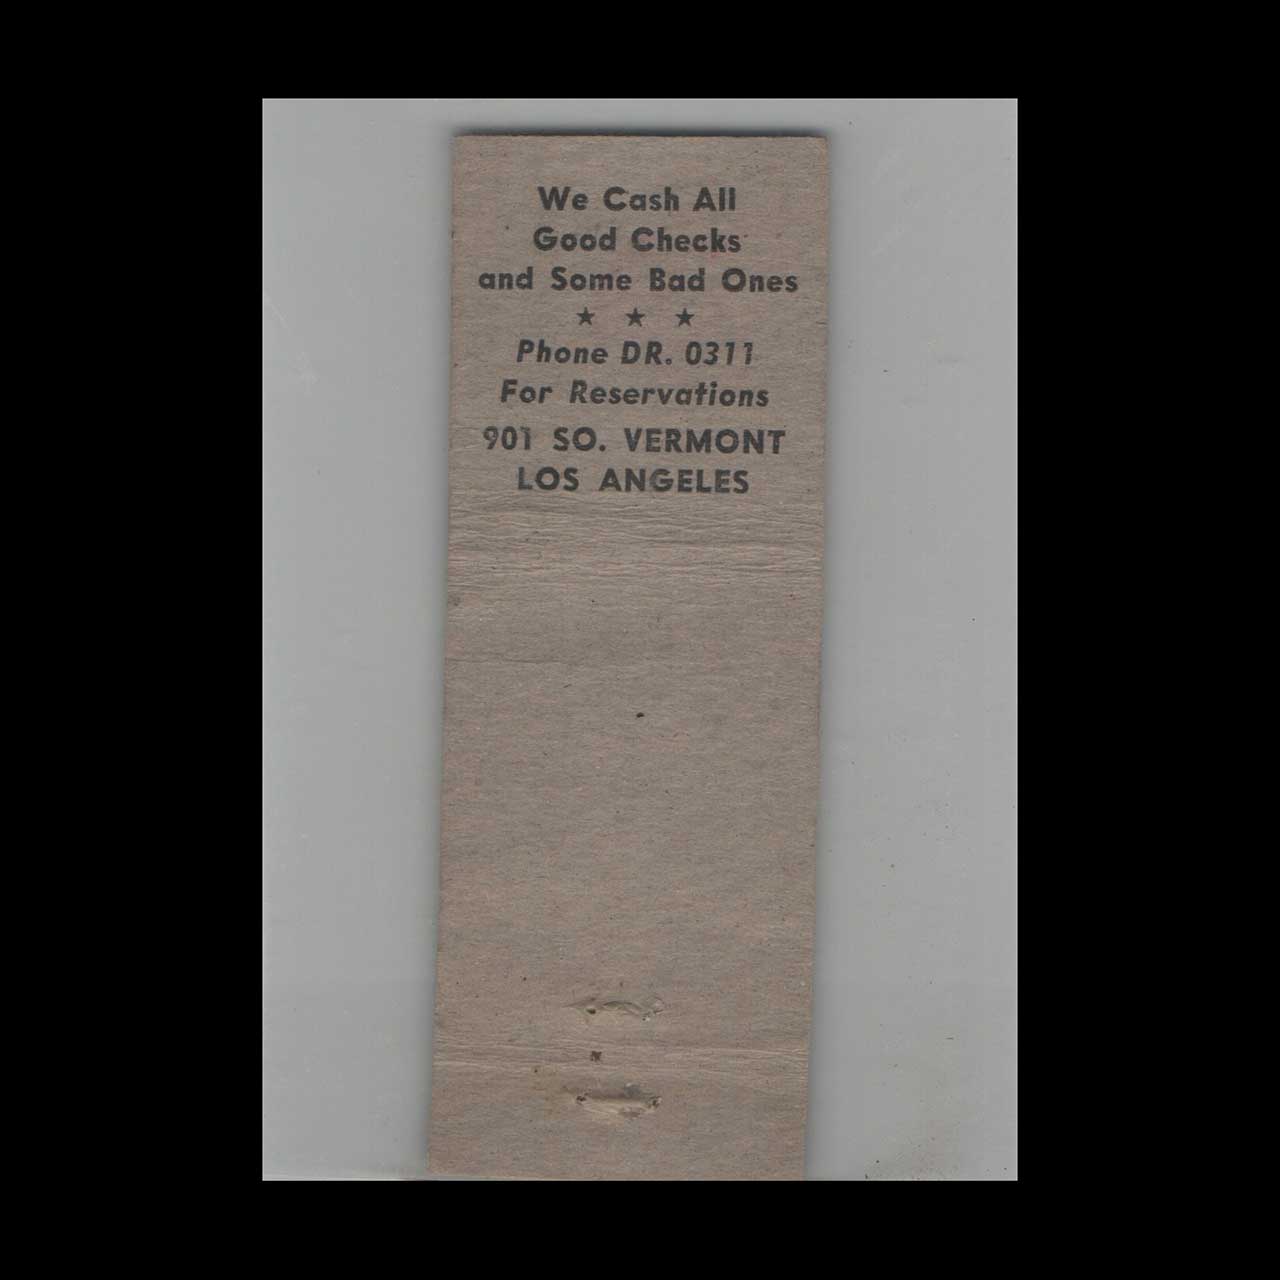 We Cash All
Good Checks
and Some Bad Ones
★ ★ ★
Phone DR. 0311
For Reservations
901 SO. VERMONT
LOS ANGELES